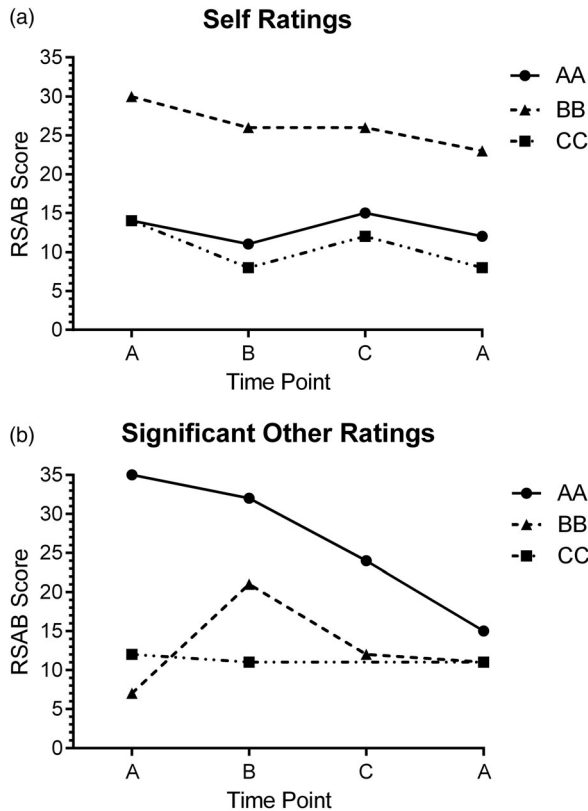 (a)
Self Ratings
35
30
25
20
15
10
5
0
RSAB Score
A B C A
Time Point
AA
BB
CC
(b)
Significant Other Ratings
35
30
25
20
15
10
5
0
RSAB Score
A B C A
Time Point
AA
BB
CC